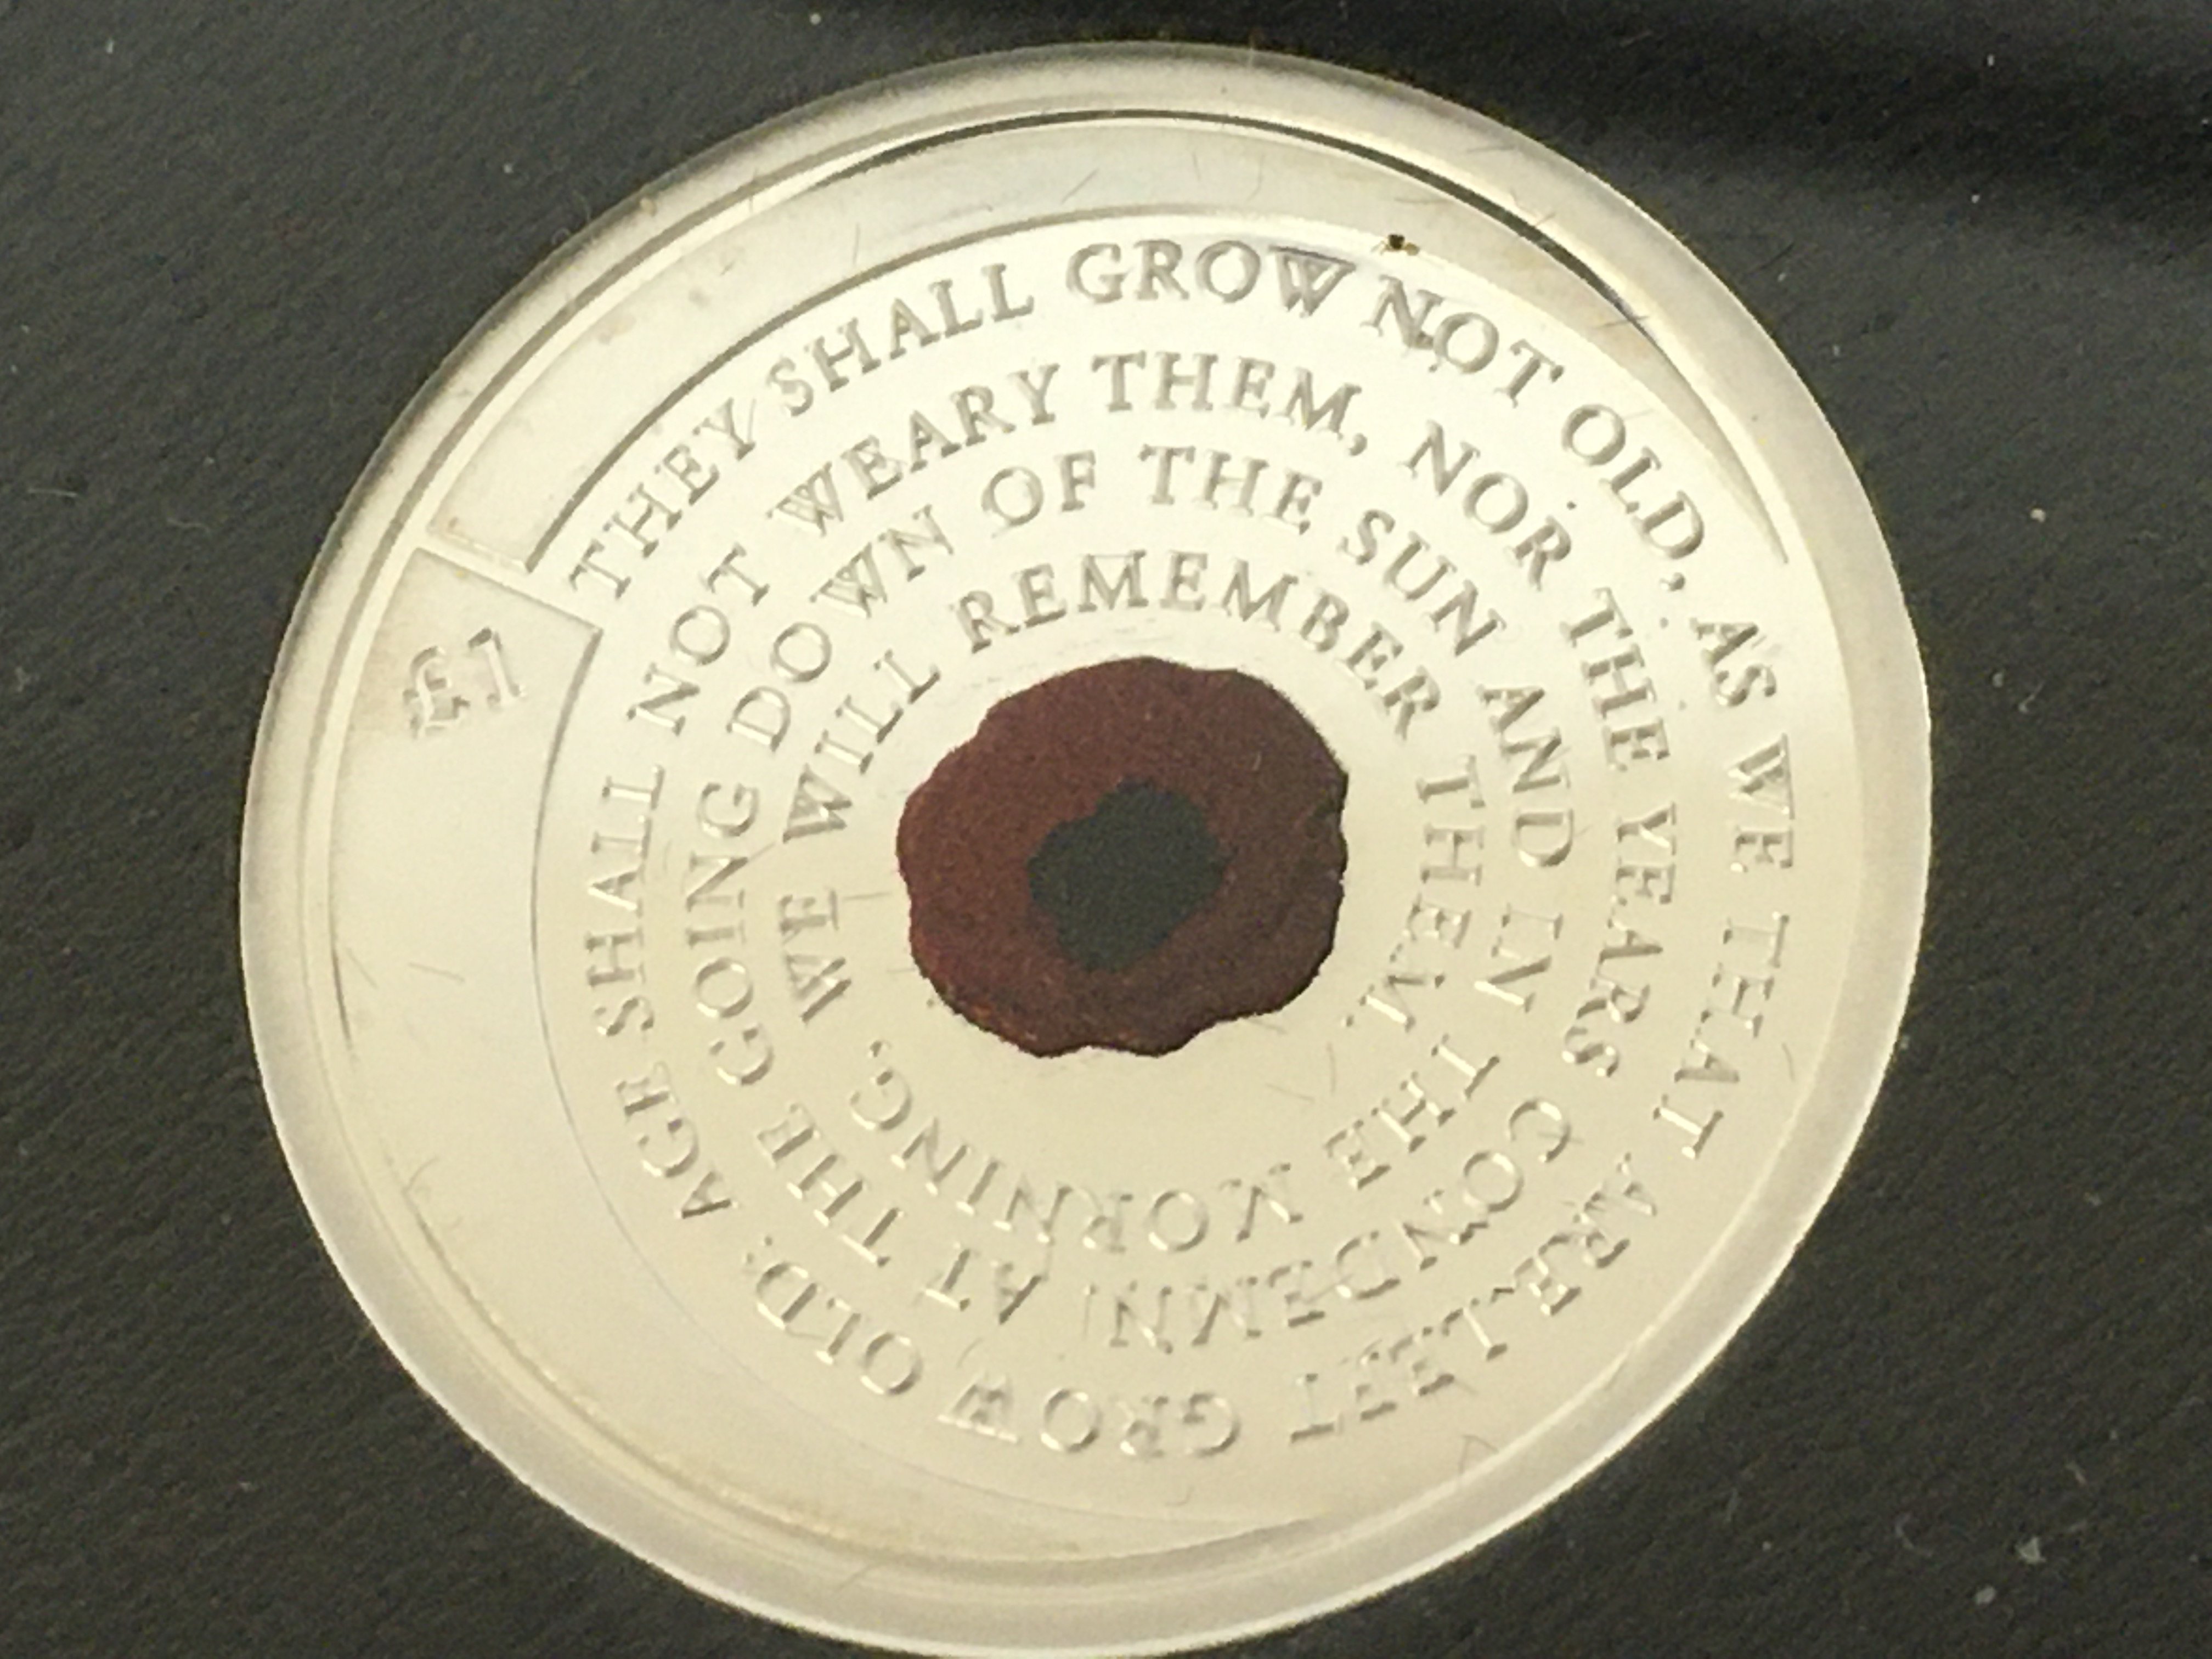 £1
THEY SHALL GROW NOT OLD, AS WE THAT ARE LEFT GROW OLD: AGE SHALL NOT WEARY THEM, NOR THE YEARS CONDEMN AT THE GOING DOWN OF THE SUN AND IN THE MORNING, WE WILL REMEMBER THEM.